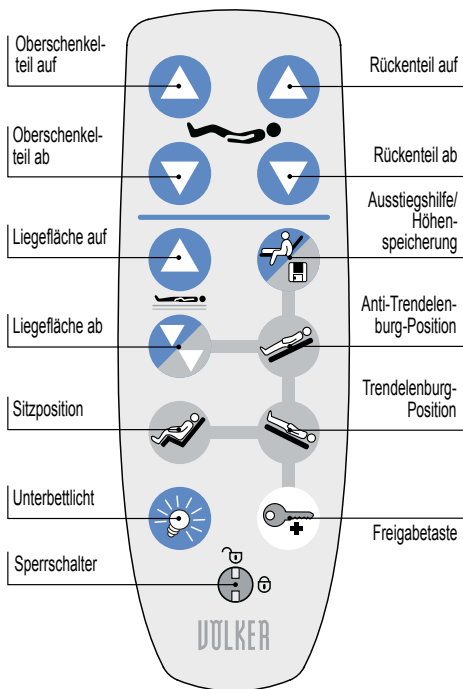 Oberschenkel-
teil auf
Rückenteil auf
Oberschenkel-
teil ab
Rückenteil ab
Ausstiegshilfe/
Höhen-
speicherung
Liegefläche auf
Liegefläche ab
Anti-Trendelen-
burg-Position
Sitzposition
Trendelenburg-
Position
Unterbettlicht
Freigabetaste
Sperrschalter
VÖLKER